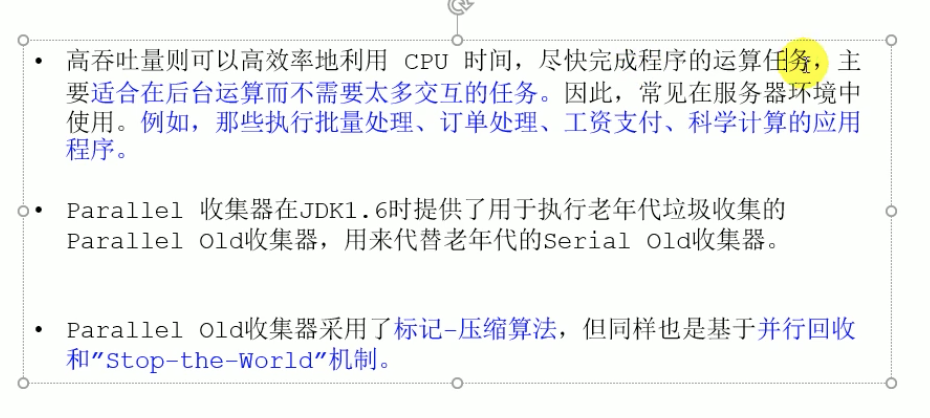 • 高吞吐量则可以高效率地利用 CPU 时间，尽快完成程序的运算任务，主
要适合在后台运算而不需要太多交互的任务。因此，常见在服务器环境中
使用。例如，那些执行批量处理、订单处理、工资支付、科学计算的应用
程序。
• Parallel 收集器在JDK1.6时提供了用于执行老年代垃圾收集的
Parallel Old收集器，用来代替老年代的Serial Old收集器。
• Parallel Old收集器采用了标记-压缩算法，但同样也是基于并行回收
和”Stop-the-World”机制。